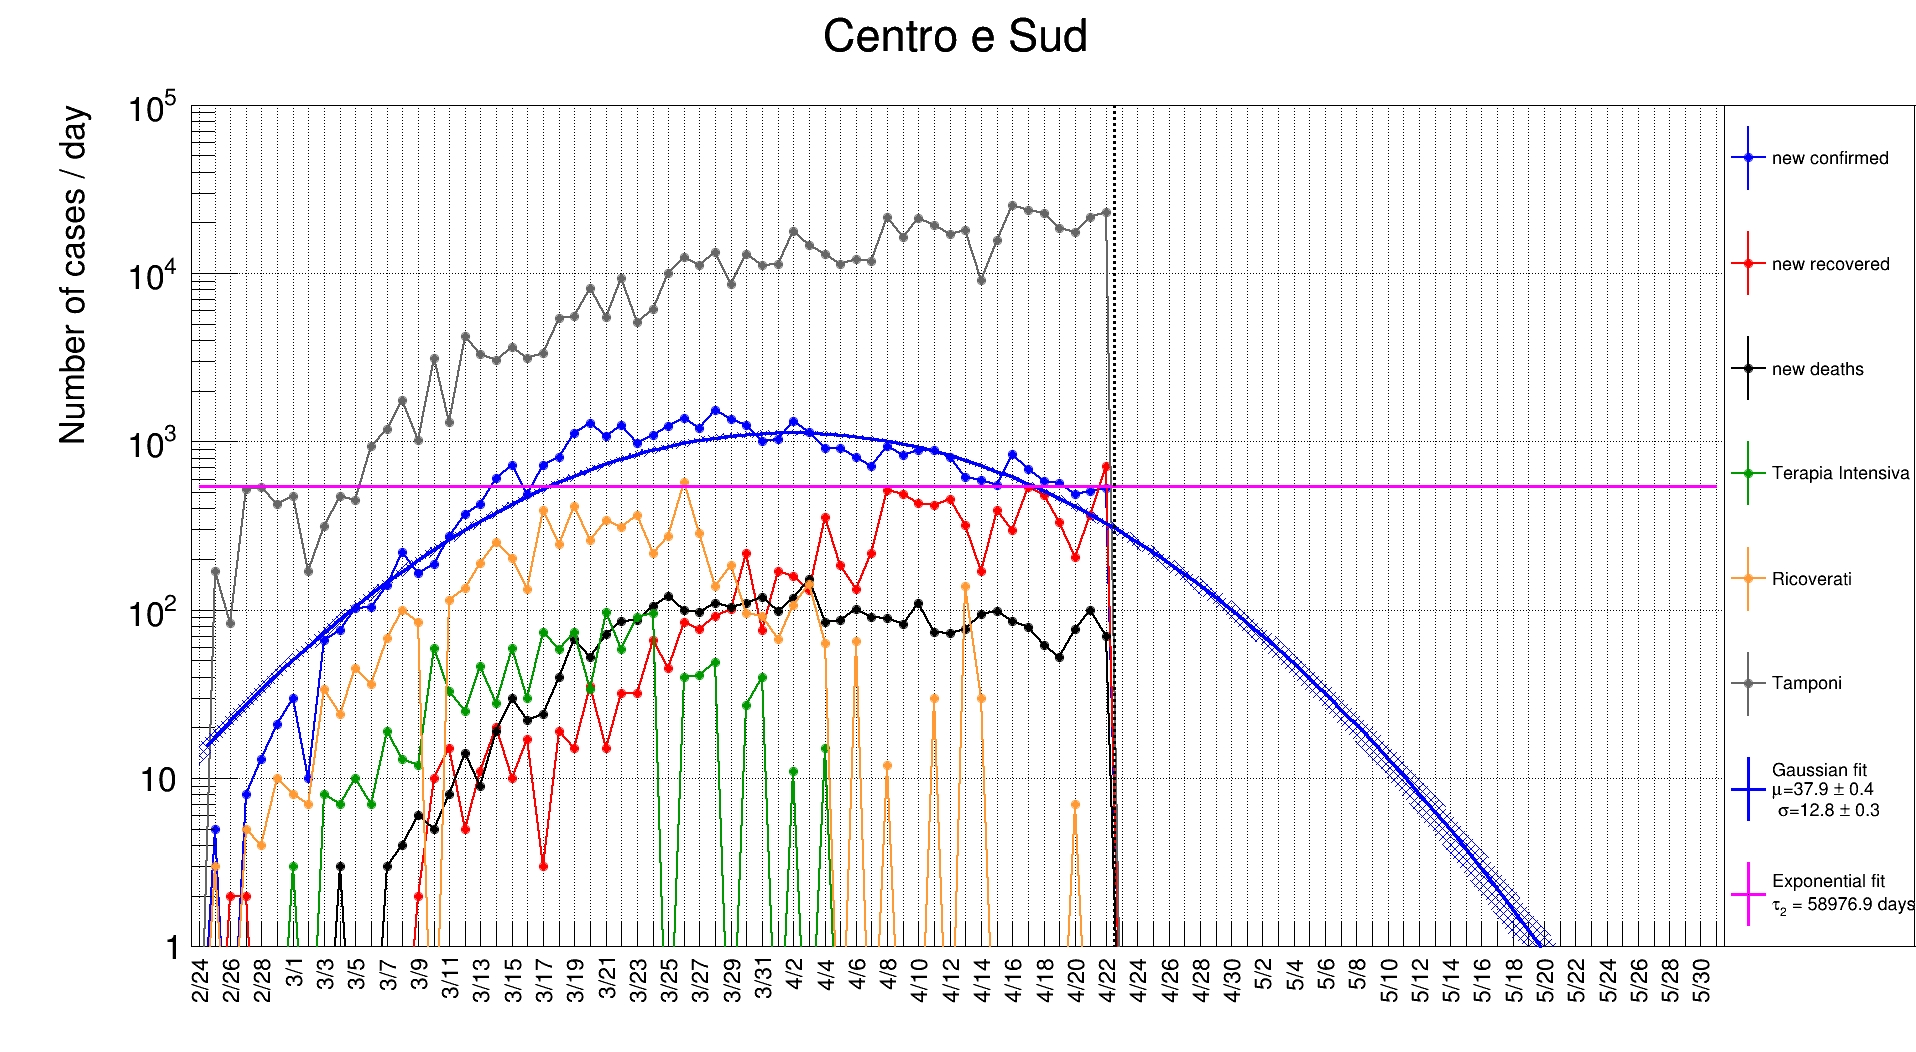 Centro e Sud
Number of cases / day
10^5
10^4
10^3
10^2
10
1
2/24 2/26 2/28 3/1 3/3 3/5 3/7 3/9 3/11 3/13 3/15 3/17 3/19 3/21 3/23 3/25 3/27 3/29 3/31 4/2 4/4 4/6 4/8 4/10 4/12 4/14 4/16 4/18 4/20 4/22 4/24 4/26 4/28 4/30 5/2 5/4 5/6 5/8 5/10 5/12 5/14 5/16 5/18 5/20 5/22 5/24 5/26 5/28 5/30
new confirmed
new recovered
new deaths
Terapia Intensiva
Ricoverati
Tamponi
Gaussian fit
μ=37.9 ± 0.4
σ=12.8 ± 0.3
Exponential fit
τ₂ = 58976.9 days